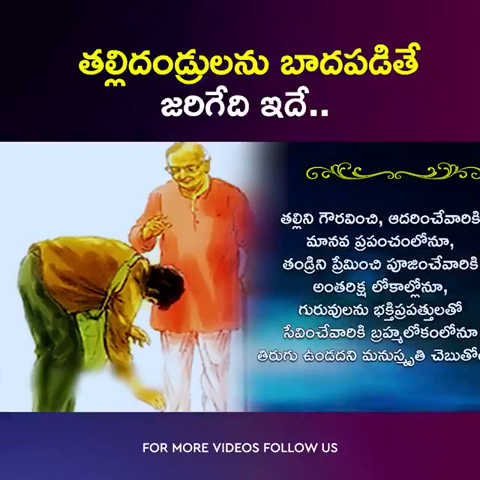 తల్లిదండ్రులను బాదపడితే
జరిగేది ఇదే..
తల్లిని గౌరవించి, ఆదరించేవారికి
మానవ ప్రపంచంలోనూ,
తండ్రిని ప్రేమించి పూజించేవారికి
అంతరిక్ష లోకాల్లోనూ,
గురువులను భక్తిప్రపత్తులతో
సేవించేవారికి బ్రహ్మలోకంలోనూ
తిరుగు ఉండదని మనుస్మృతి
FOR MORE VIDEOS FOLLOW US